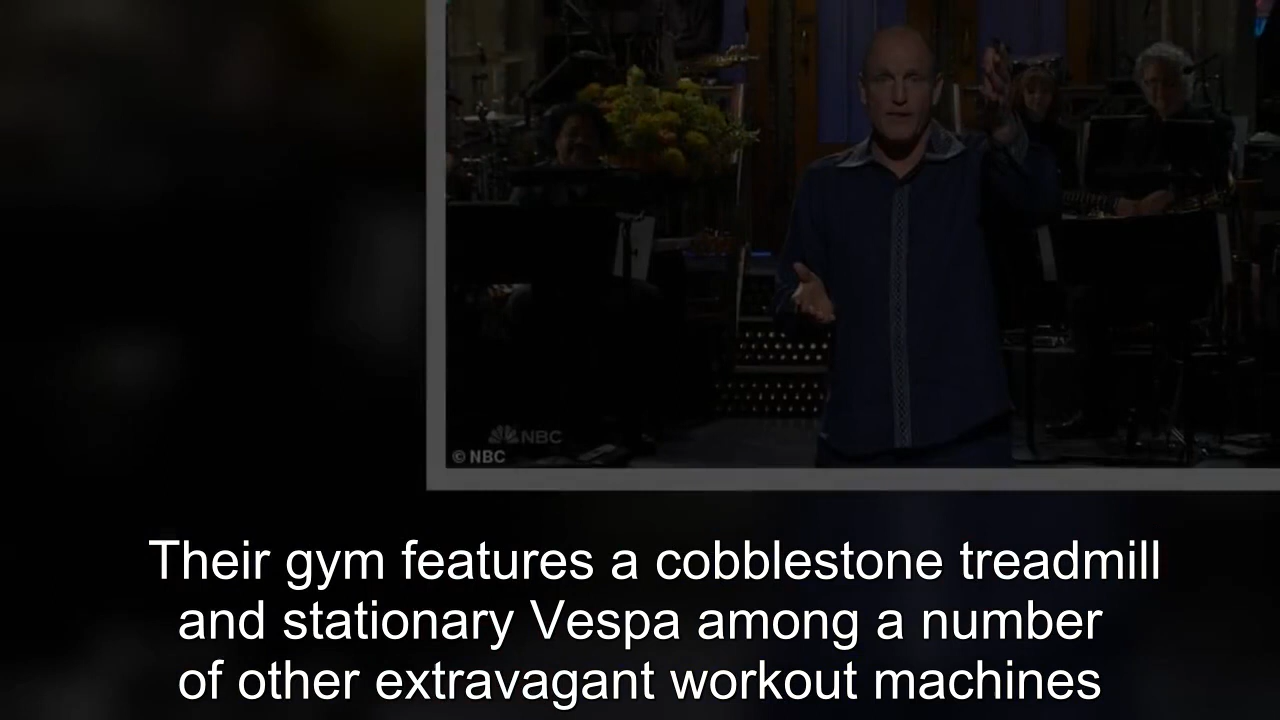 NBC
© NBC
Their gym features a cobblestone treadmill
and stationary Vespa among a number
of other extravagant workout machines